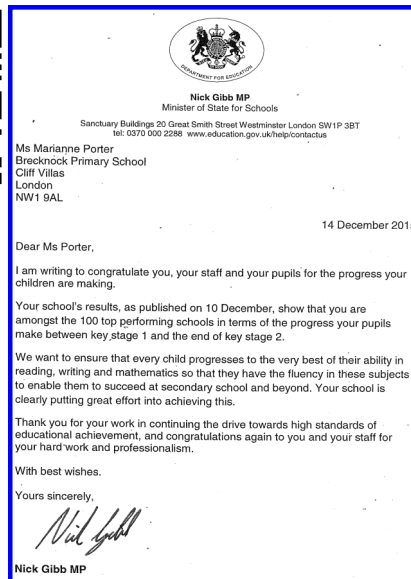 DEPARTMENT FOR EDUCATION
Nick Gibb MP
Minister of State for Schools
Sanctuary Buildings 20 Great Smith Street Westminster London SW1P 3BT
tel: 0370 000 2288 www.education.gov.uk/help/contactus
Ms Marianne Porter
Brecknock Primary School
Cliff Villas
London
NW1 9AL
14 December 201
Dear Ms Porter,
I am writing to congratulate you, your staff and your pupils for the progress your
children are making.
Your school's results, as published on 10 December, show that you are
amongst the 100 top performing schools in terms of the progress your pupils
make between key stage 1 and the end of key stage 2.
We want to ensure that every child progresses to the very best of their ability in
reading, writing and mathematics so that they have the fluency in these subjects
to enable them to succeed at secondary school and beyond. Your school is
clearly putting great effort into achieving this.
Thank you for your work in continuing the drive towards high standards of
educational achievement, and congratulations again to you and your staff for
your hard work and professionalism.
With best wishes.
Yours sincerely,
Nick Gibb
Nick Gibb MP